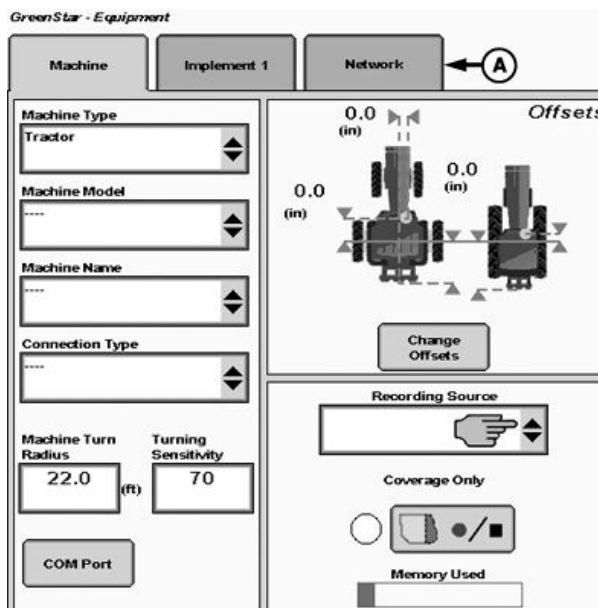 GreenStar - Equipment
Machine
Implement 1
Network
A
Machine Type
Tractor
Machine Model
----
Machine Name
----
Connection Type
----
Machine Turn
Radius
22.0
(ft)
Turning
Sensitivity
70
COM Port
Offsets
0.0
(in)
0.0
(in)
0.0
(in)
Change
Offsets
Recording Source
Coverage Only
Memory Used